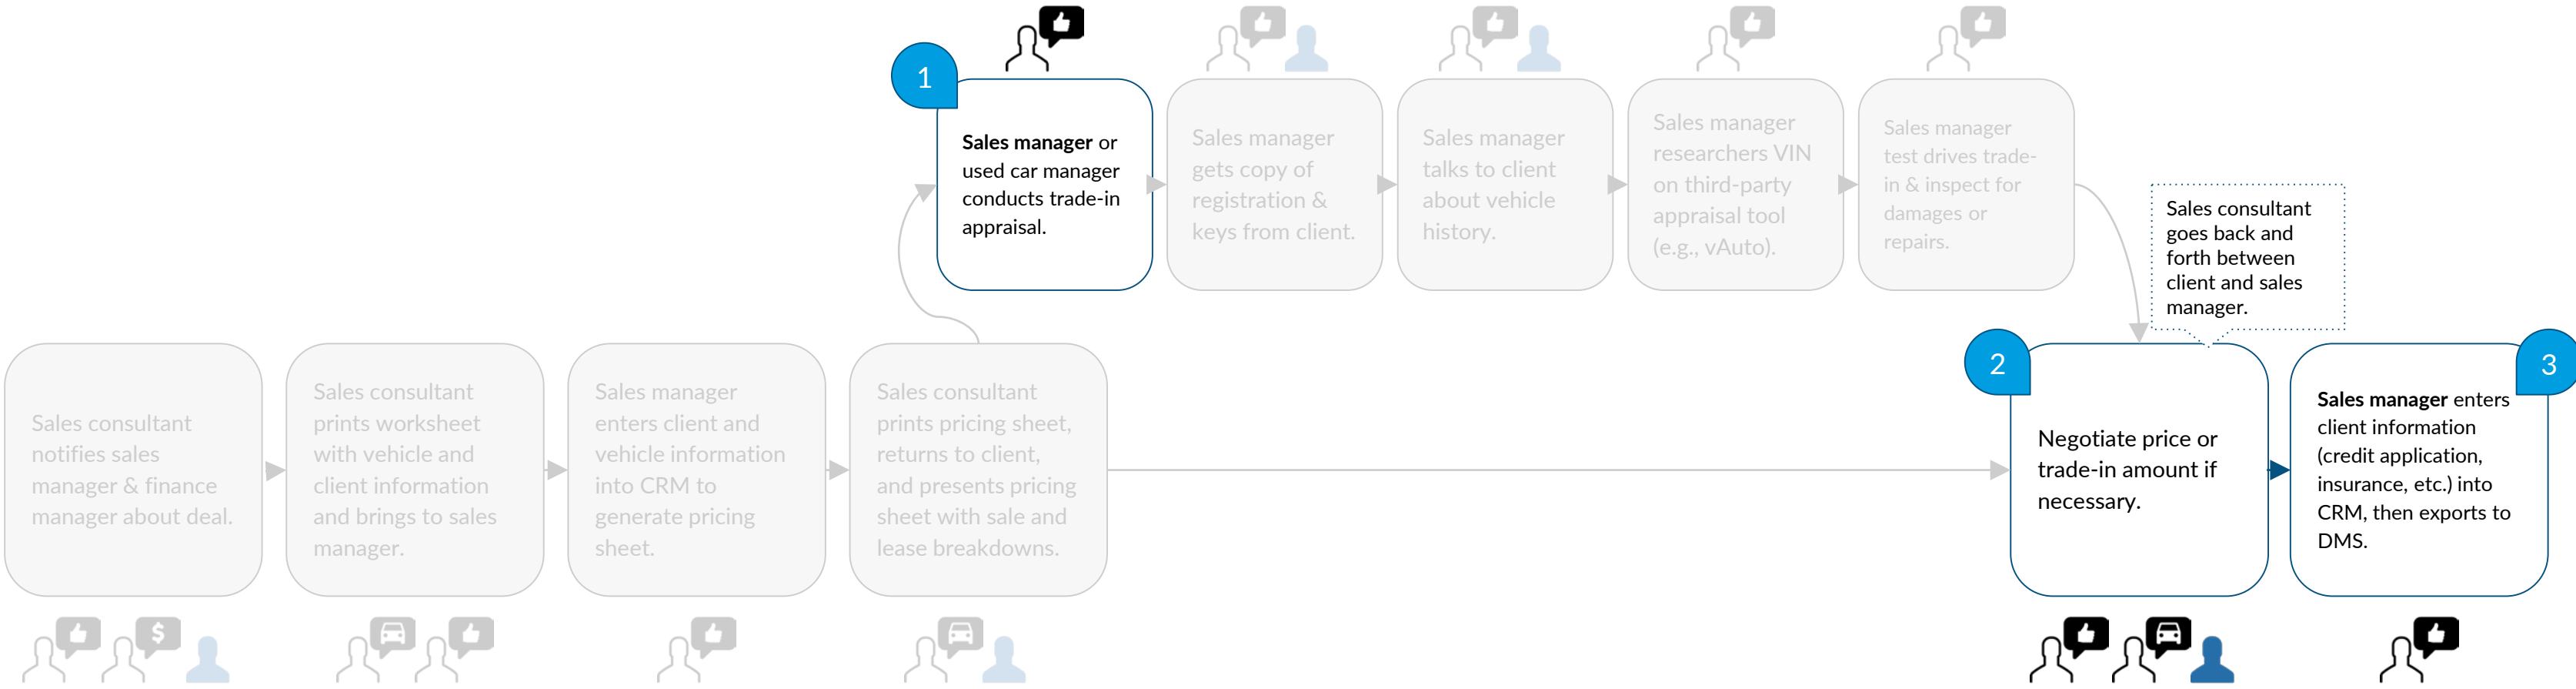 1
Sales manager or
used car manager
conducts trade-in
appraisal.
Sales manager
gets copy of
registration &
keys from client.
Sales manager
talks to client
about vehicle
history.
Sales manager
researchers VIN
on third-party
appraisal tool
(e.g., vAuto).
Sales manager
test drives trade-
in & inspect for
damages or
repairs.
Sales consultant
goes back and
forth between
client and sales
manager.
Sales consultant
notifies sales
manager & finance
manager about deal.
Sales consultant
prints worksheet
with vehicle and
client information
and brings to sales
manager.
Sales manager
enters client and
vehicle information
into CRM to
generate pricing
sheet.
Sales consultant
prints pricing sheet,
returns to client,
and presents pricing
sheet with sale and
lease breakdowns.
2
Negotiate price or
trade-in amount if
necessary.
3
Sales manager enters
client information
(credit application,
insurance, etc.) into
CRM, then exports to
DMS.
$